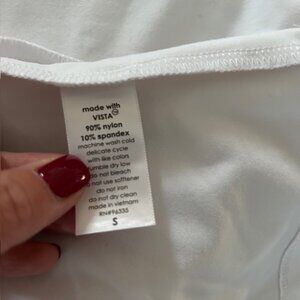 made with
VISTA™
90% nylon
10% spandex
machine wash cold
delicate cycle
with like colors
tumble dry low
do not bleach
do not use softener
do not iron
do not dry clean
made in vietnam
RN#96335
S